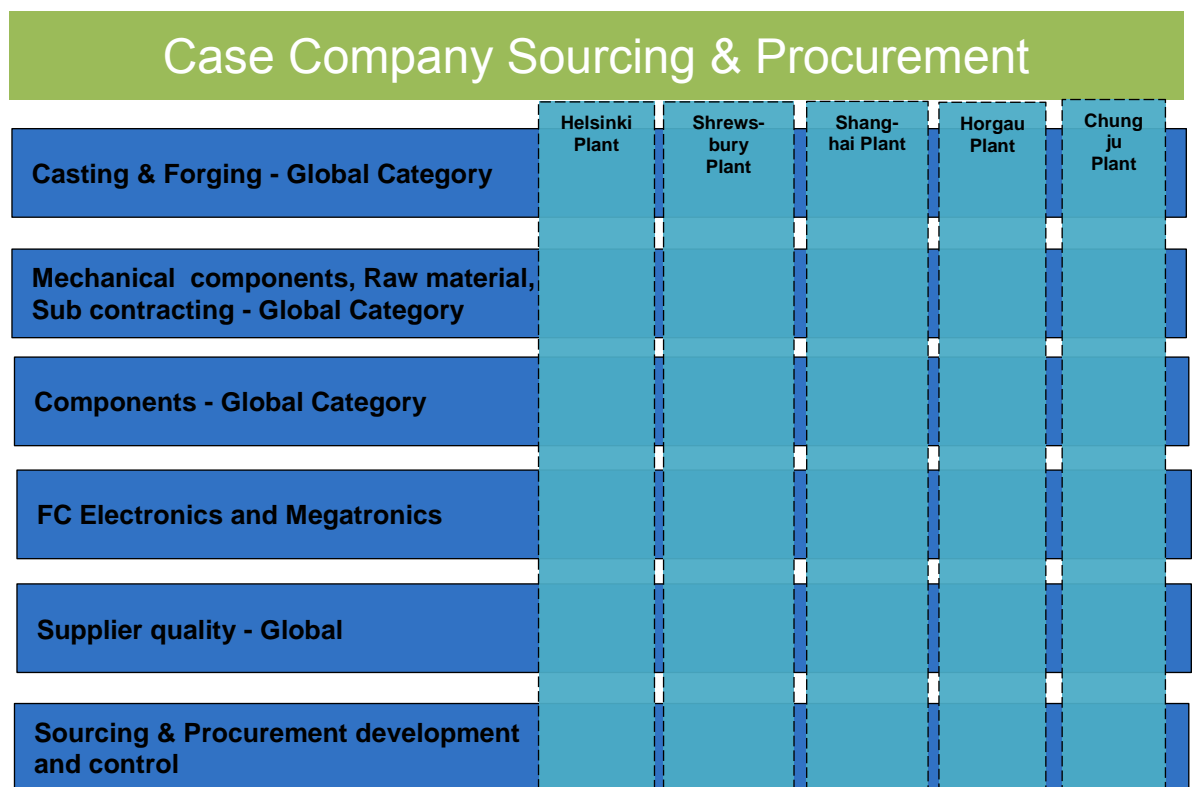 Case Company Sourcing & Procurement
Helsinki
Plant
Shrews-
bury
Plant
Shang-
hai Plant
Horgau
Plant
Chung
ju
Plant
Casting & Forging - Global Category
Mechanical components, Raw material,
Sub contracting - Global Category
Components - Global Category
FC Electronics and Megatronics
Supplier quality - Global
Sourcing & Procurement development
and control